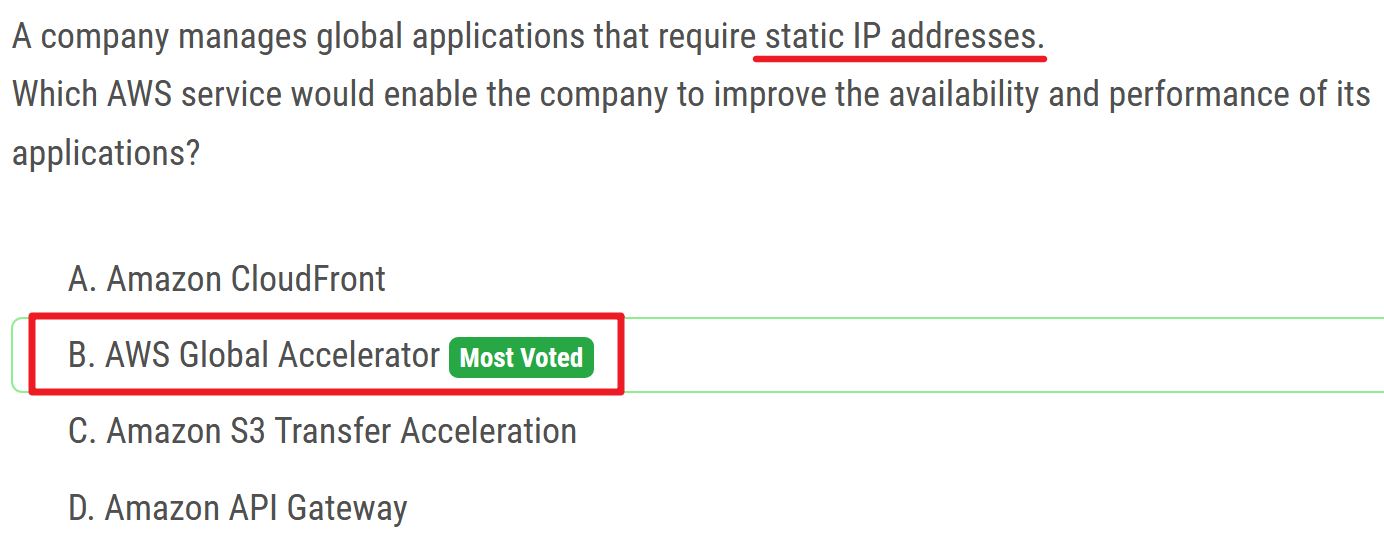 A company manages global applications that require static IP addresses.
Which AWS service would enable the company to improve the availability and performance of its
applications?
A. Amazon CloudFront
B. AWS Global Accelerator Most Voted
C. Amazon S3 Transfer Acceleration
D. Amazon API Gateway